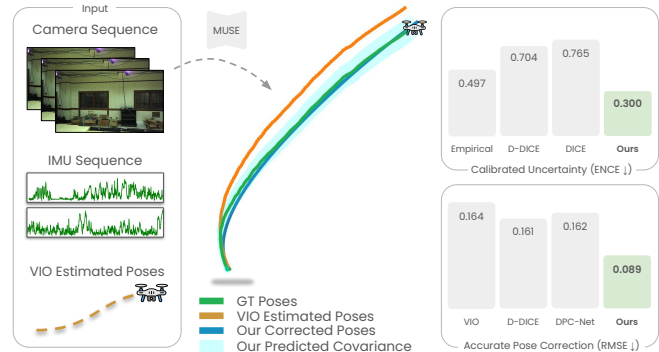 Input
Camera Sequence
IMU Sequence
VIO Estimated Poses
MUSE
GT Poses
VIO Estimated Poses
Our Corrected Poses
Our Predicted Covariance
0.497
0.704
0.765
0.300
Empirical D-DICE DICE Ours
Calibrated Uncertainty (ENCE ↓)
0.164
0.161
0.162
0.089
VIO D-DICE DPC-Net Ours
Accurate Pose Correction (RMSE ↓)